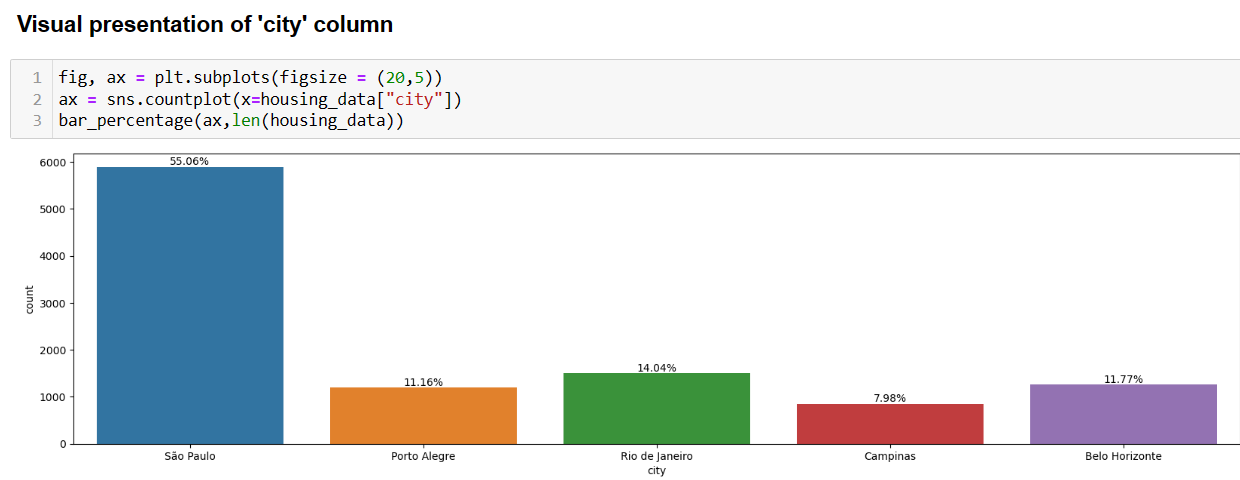 Visual presentation of 'city' column
1 fig, ax = plt.subplots(figsize = (20,5))
2 ax = sns.countplot(x=housing_data["city"])
3 bar_percentage(ax,len(housing_data))
6000
5000
4000
3000
2000
1000
0
count
55.06%
11.16%
14.04%
7.98%
11.77%
São Paulo
Porto Alegre
Rio de Janeiro
Campinas
Belo Horizonte
city